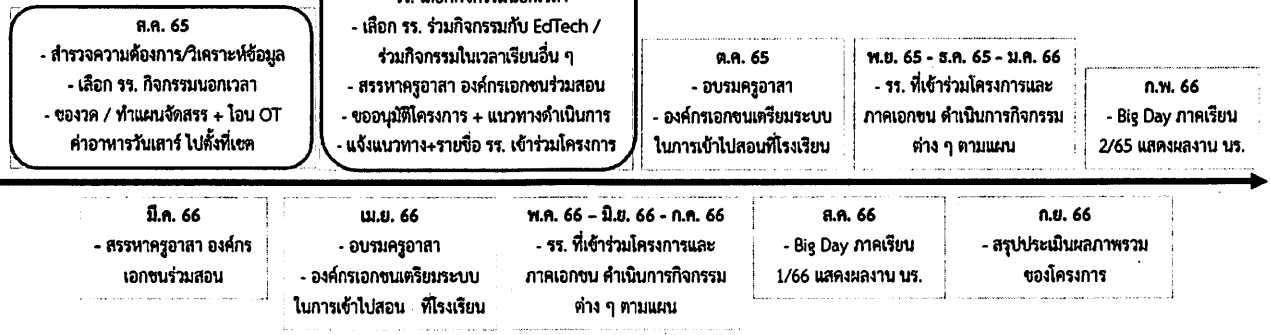 ส.ค. 65
- สำรวจความต้องการ/วิเคราะห์ข้อมูล
- เลือก รร. กิจกรรมนอกเวลา
- ของวด / ทำแผนจัดสรร + โอน OT
ค่าอาหารวันเสาร์ ไปตั้งที่เขต
- เลือก รร. ร่วมกิจกรรมกับ EdTech /
ร่วมกิจกรรมในเวลาเรียนอื่น ๆ
- สรรหาครูอาสา องค์กรเอกชนร่วมสอน
- ขออนุมัติโครงการ + แนวทางดำเนินการ
- แจ้งแนวทาง+รายชื่อ รร. เข้าร่วมโครงการ
ต.ค. 65
- อบรมครูอาสา
- องค์กรเอกชนเตรียมระบบ
ในการเข้าไปสอนที่โรงเรียน
พ.ย. 65 - ธ.ค. 65 - ม.ค. 66
- รร. ที่เข้าร่วมโครงการและ
ภาคเอกชน ดำเนินการกิจกรรม
ต่าง ๆ ตามแผน
ก.พ. 66
- Big Day ภาคเรียน
2/65 แสดงผลงาน นร.
มี.ค. 66
- สรรหาครูอาสา องค์กร
เอกชนร่วมสอน
เม.ย. 66
- อบรมครูอาสา
- องค์กรเอกชนเตรียมระบบ
ในการเข้าไปสอน ที่โรงเรียน
พ.ค. 66 – มิ.ย. 66 - ก.ค. 66
- รร. ที่เข้าร่วมโครงการและ
ภาคเอกชน ดำเนินการกิจกรรม
ต่าง ๆ ตามแผน
ส.ค. 66
- Big Day ภาคเรียน
1/66 แสดงผลงาน นร.
ก.ย. 66
- สรุปประเมินผลภาพรวม
ของโครงการ